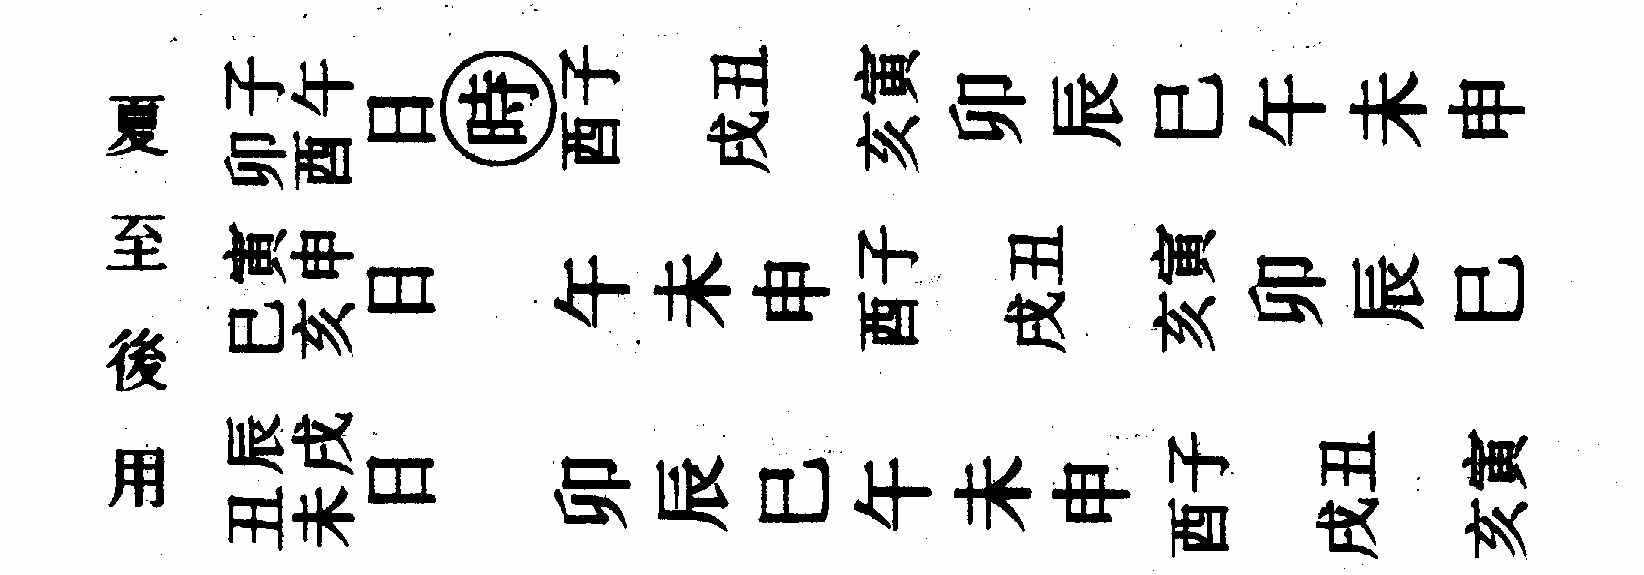 夏至後用
子午卯酉日 時 子酉 丑戌 寅亥 卯 辰 巳 午 未 申
寅申巳亥日 午 未 申 子酉 丑戌 寅亥 卯 辰 巳
辰戌丑未日 卯 辰 巳 午 未 申 子酉 丑戌 寅亥